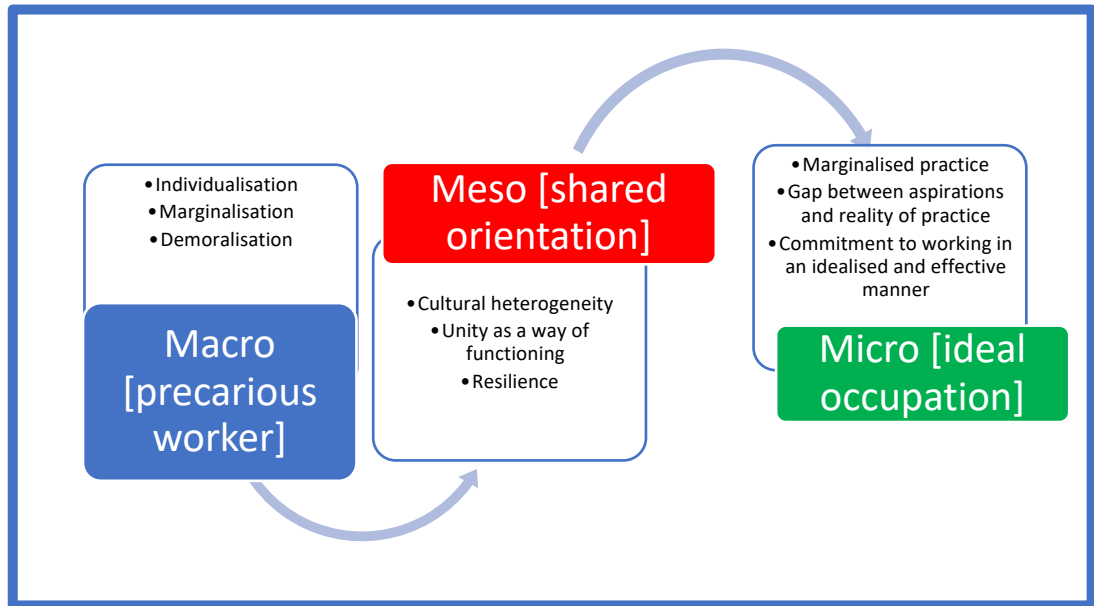 •Individualisation
•Marginalisation
•Demoralisation
Macro
[precarious
worker]
Meso [shared
orientation]
•Cultural heterogeneity
•Unity as a way of
functioning
•Resilience
•Marginalised practice
•Gap between aspirations
and reality of practice
•Commitment to working in
an idealised and effective
manner
Micro [ideal
occupation]